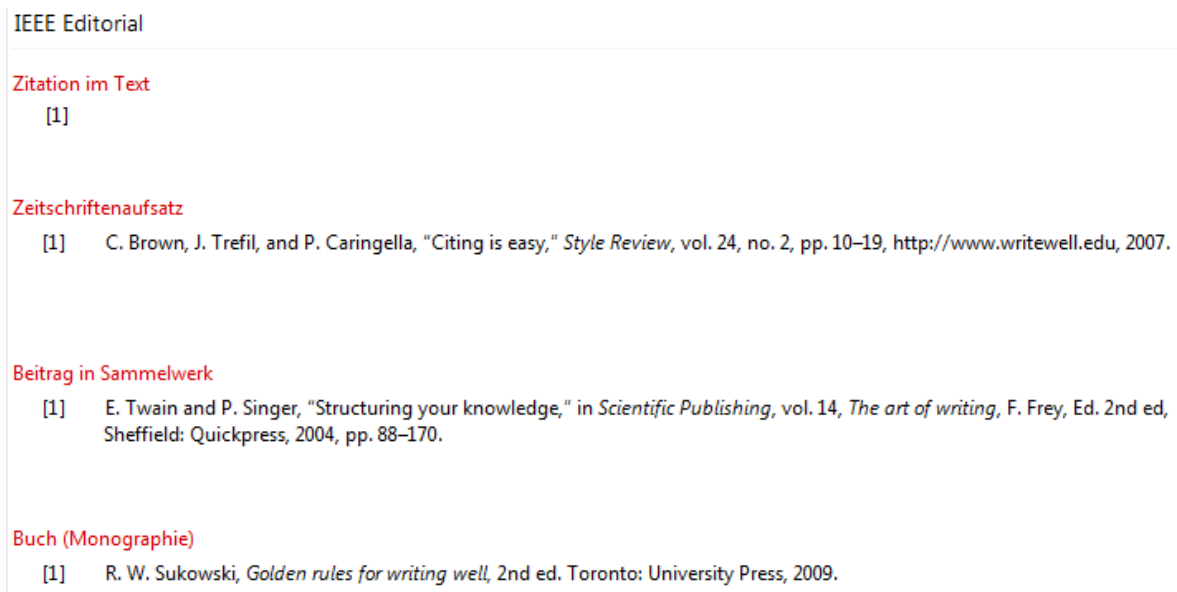 IEEE Editorial
Zitation im Text
[1]
Zeitschriftenaufsatz
[1] C. Brown, J. Trefil, and P. Caringella, “Citing is easy,” Style Review, vol. 24, no. 2, pp. 10–19, http://www.writewell.edu, 2007.
Beitrag in Sammelwerk
[1] E. Twain and P. Singer, “Structuring your knowledge,” in Scientific Publishing, vol. 14, The art of writing, F. Frey, Ed. 2nd ed,
Sheffield: Quickpress, 2004, pp. 88–170.
Buch (Monographie)
[1] R. W. Sukowski, Golden rules for writing well, 2nd ed. Toronto: University Press, 2009.